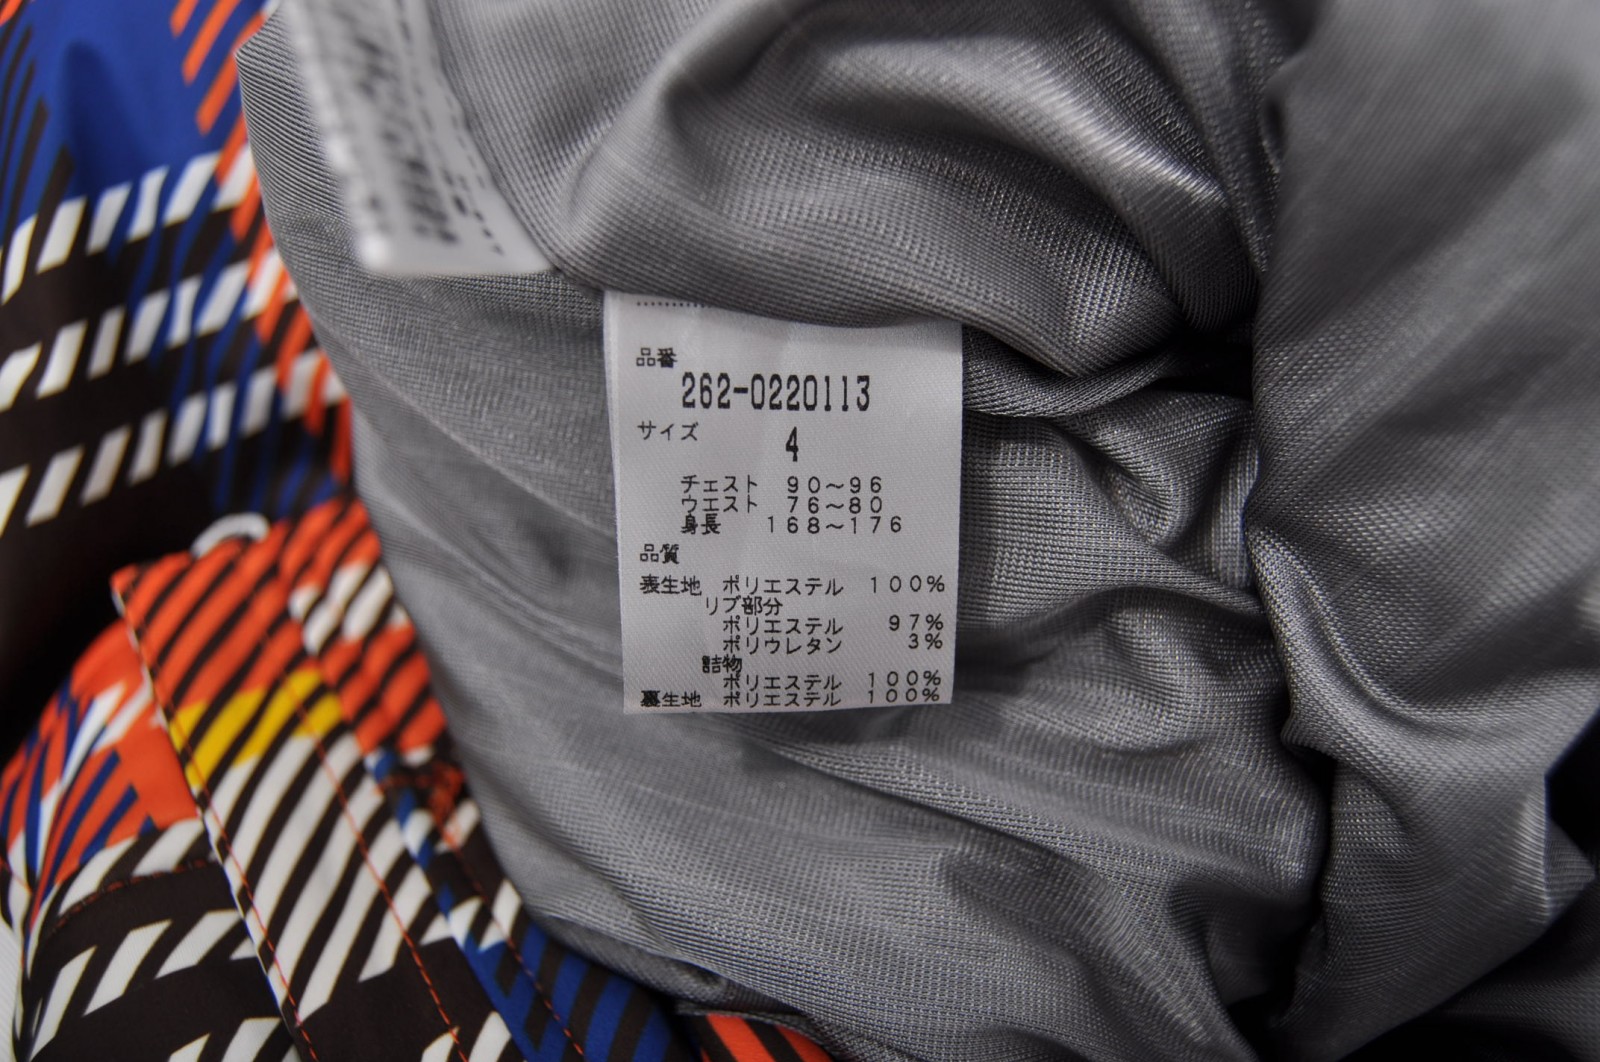 品番
262-0220113
サイズ 4
チェスト 90～96
ウエスト 76～80
身長 168～176
品質
表生地 ポリエステル 100%
リブ部分
ポリエステル 97%
ポリウレタン 3%
詰物
ポリエステル 100%
裏生地 ポリエステル 100%